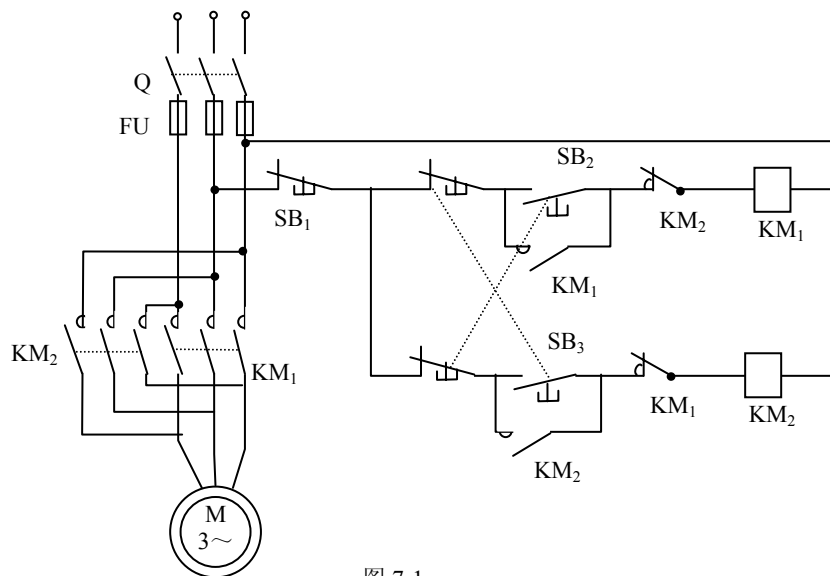 Q
FU
SB₂
SB₁
KM₂
KM₁
KM₁
KM₂
KM₁
SB₃
KM₁
KM₂
KM₂
M
3～
图 7-1